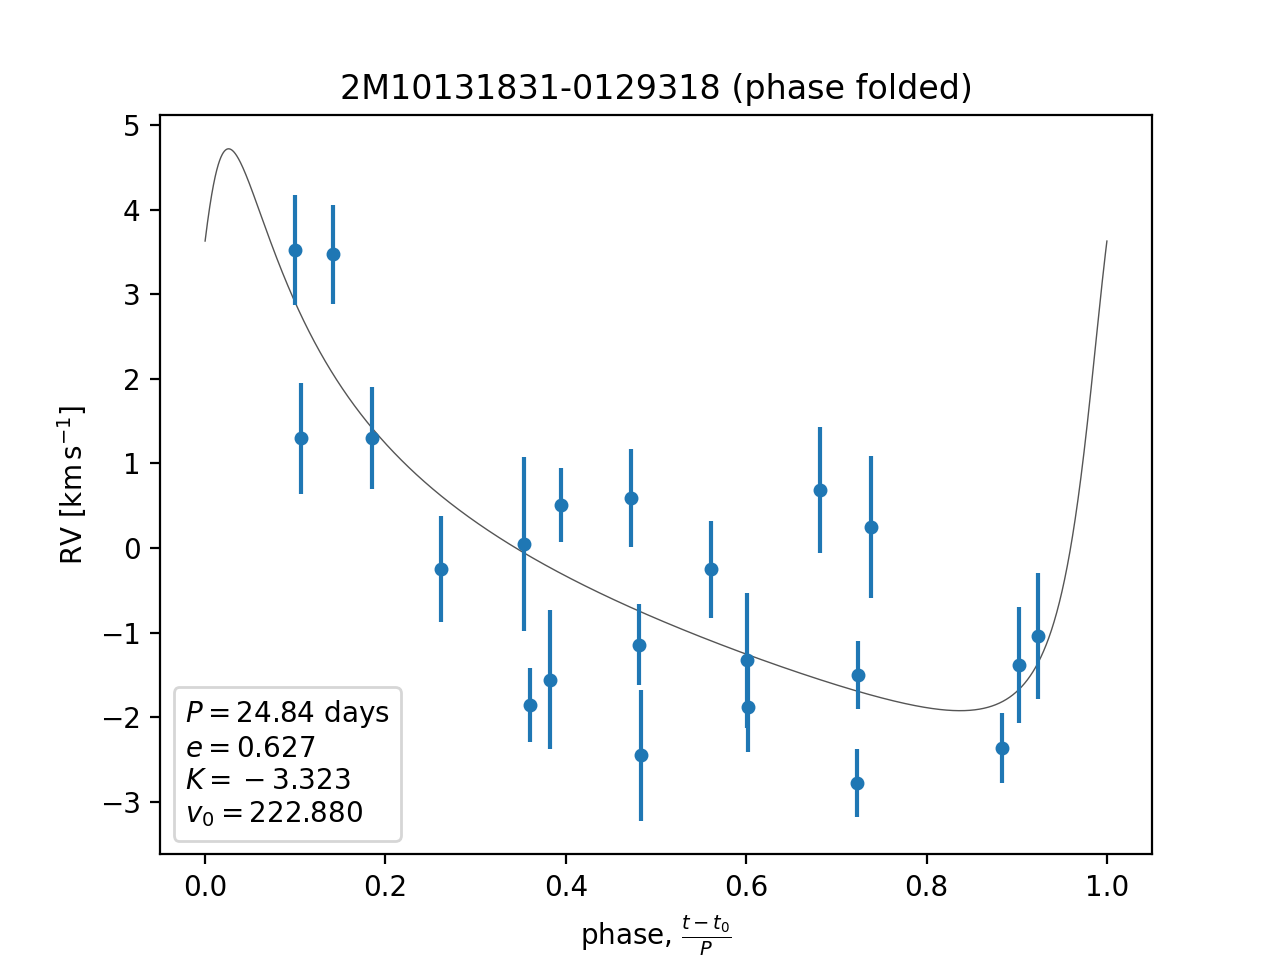 2M10131831-0129318 (phase folded)
5
4
3
2
1
0
−1
−2
−3
RV [km s⁻¹]
P = 24.84 days
e = 0.627
K = −3.323
v₀ = 222.880
0.0 0.2 0.4 0.6 0.8 1.0
phase, (t − t₀)/P